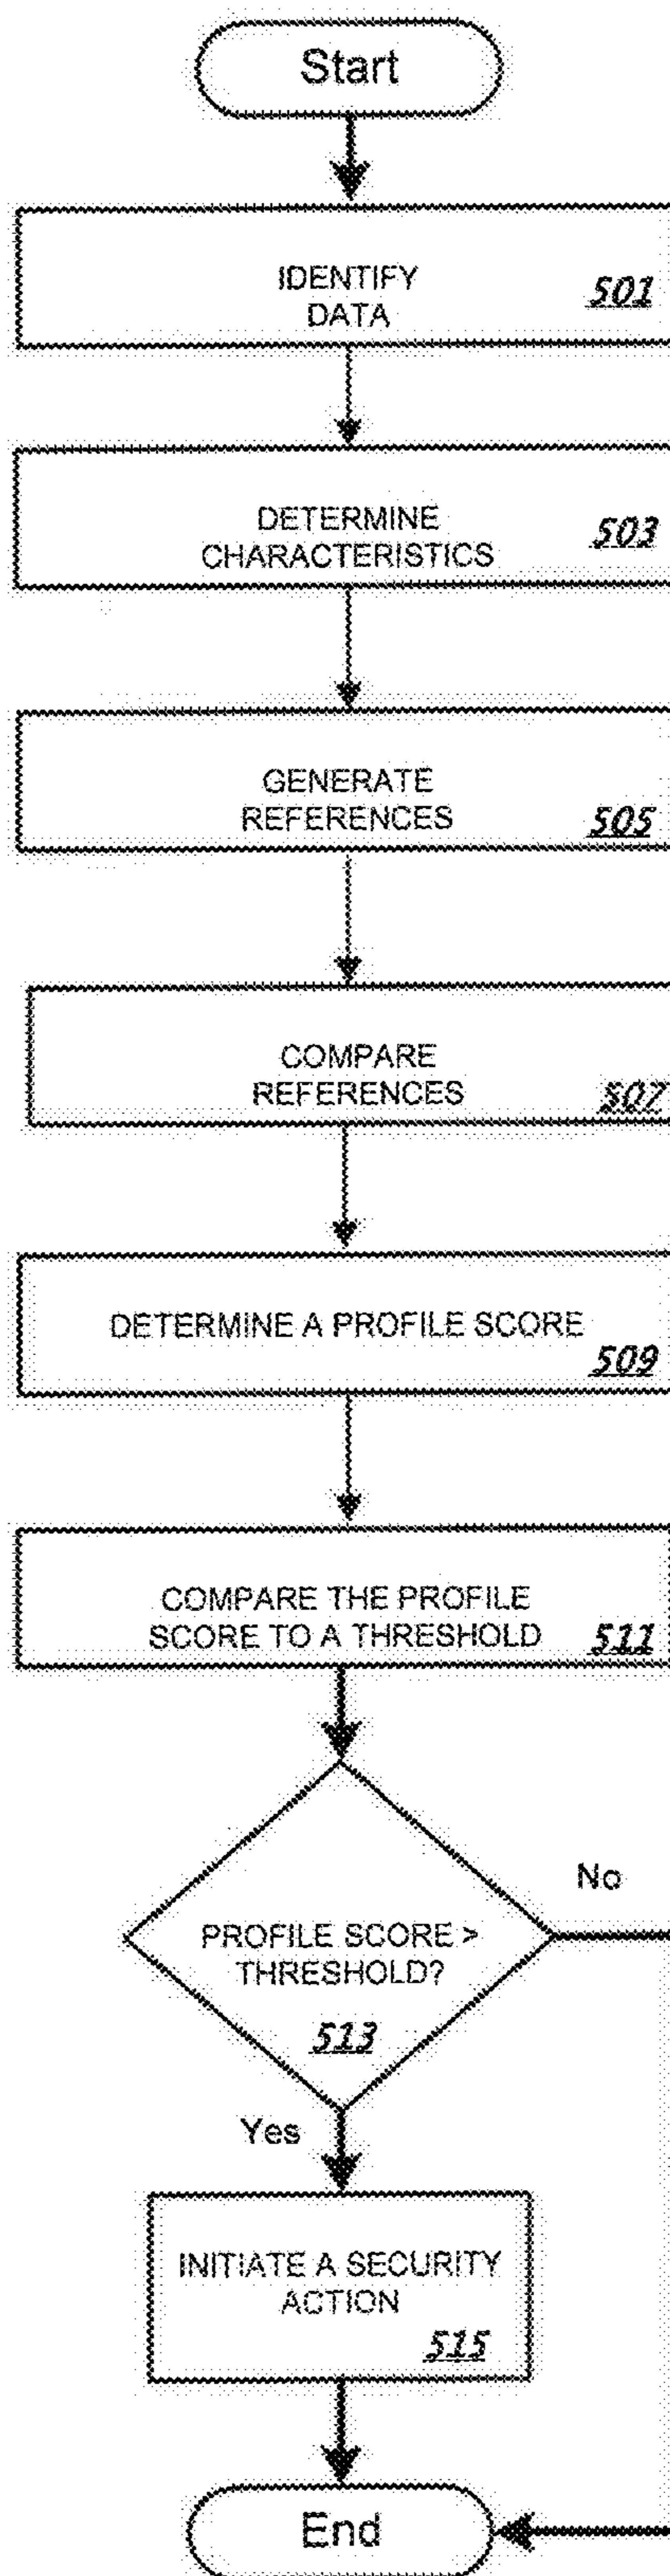 Start
IDENTIFY
DATA
501
DETERMINE
CHARACTERISTICS
503
GENERATE
REFERENCES
505
COMPARE
REFERENCES
507
DETERMINE A PROFILE SCORE
509
COMPARE THE PROFILE
SCORE TO A THRESHOLD
511
No
PROFILE SCORE >
THRESHOLD?
513
Yes
INITIATE A SECURITY
ACTION
515
End